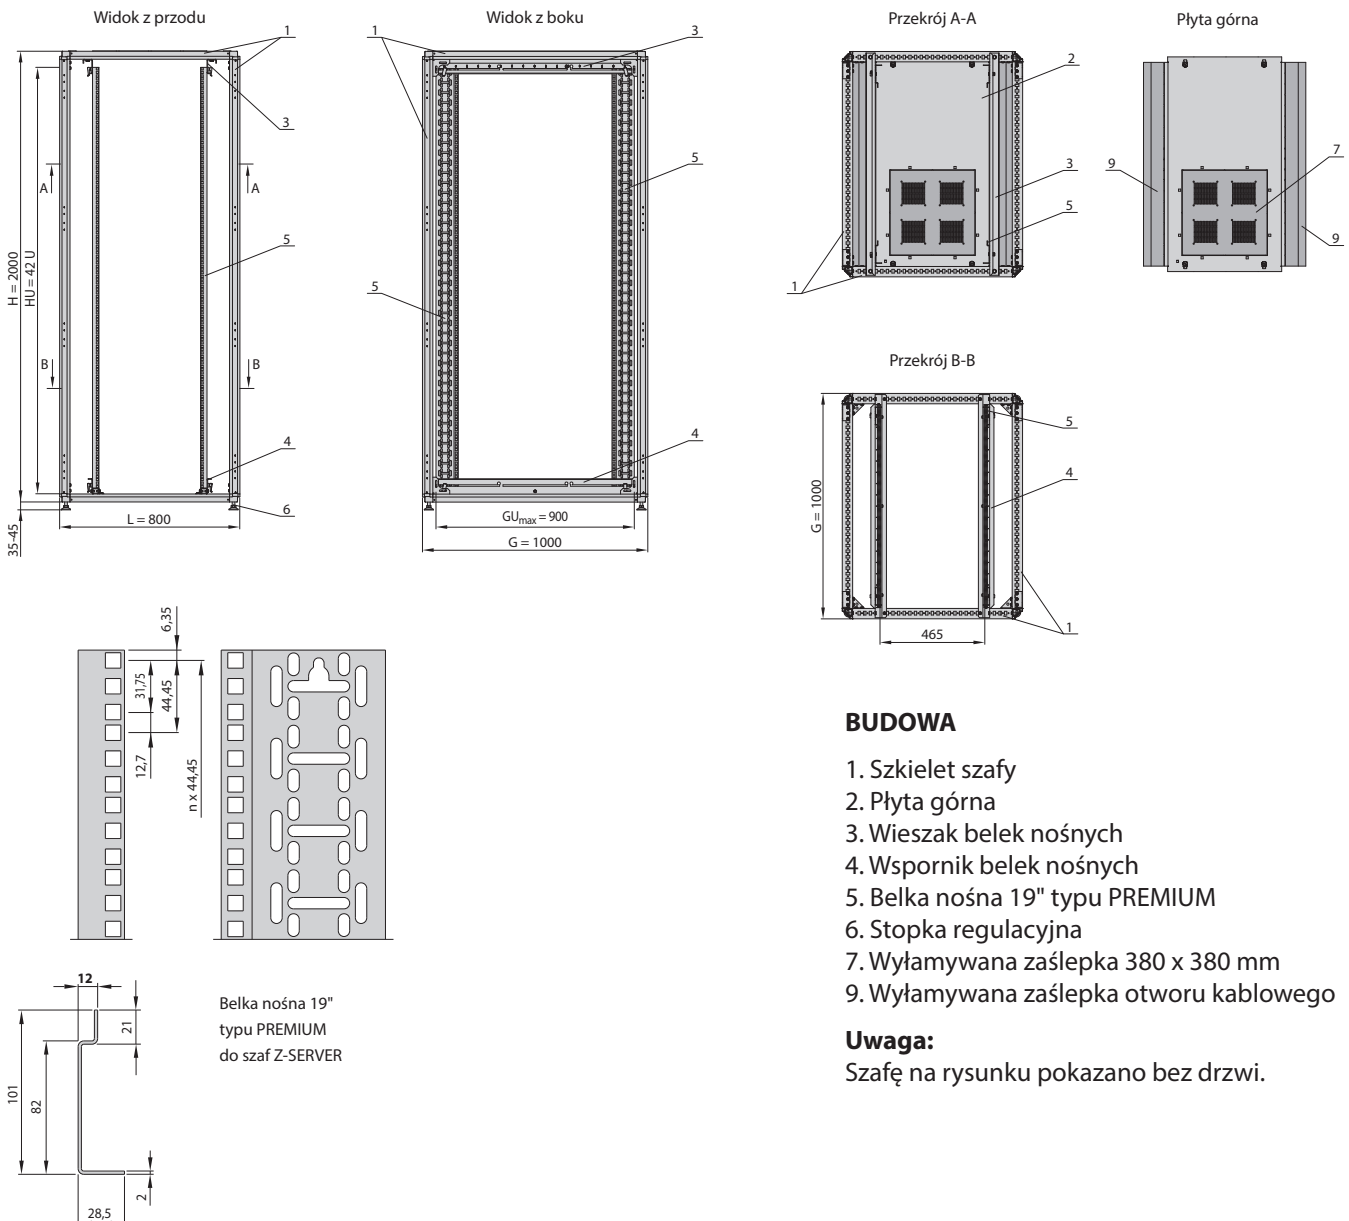 Widok z przodu
Widok z boku
Przekrój A-A
Płyta górna
1
3
A
A
5
B
B
4
6
H = 2000
HU = 42 U
35-45
L = 800
1
3
5
5
4
GUmax = 900
G = 1000
2
3
5
1
9
7
9
Przekrój B-B
5
4
1
G = 1000
465
6,35
31,75
44,45
12,7
n x 44,45
12
21
101
82
2
28,5
Belka nośna 19"
typu PREMIUM
do szaf Z-SERVER
BUDOWA
1. Szkielet szafy
2. Płyta górna
3. Wieszak belek nośnych
4. Wspornik belek nośnych
5. Belka nośna 19" typu PREMIUM
6. Stopka regulacyjna
7. Wyłamywana zaślepka 380 x 380 mm
9. Wyłamywana zaślepka otworu kablowego
Uwaga:
Szafę na rysunku pokazano bez drzwi.